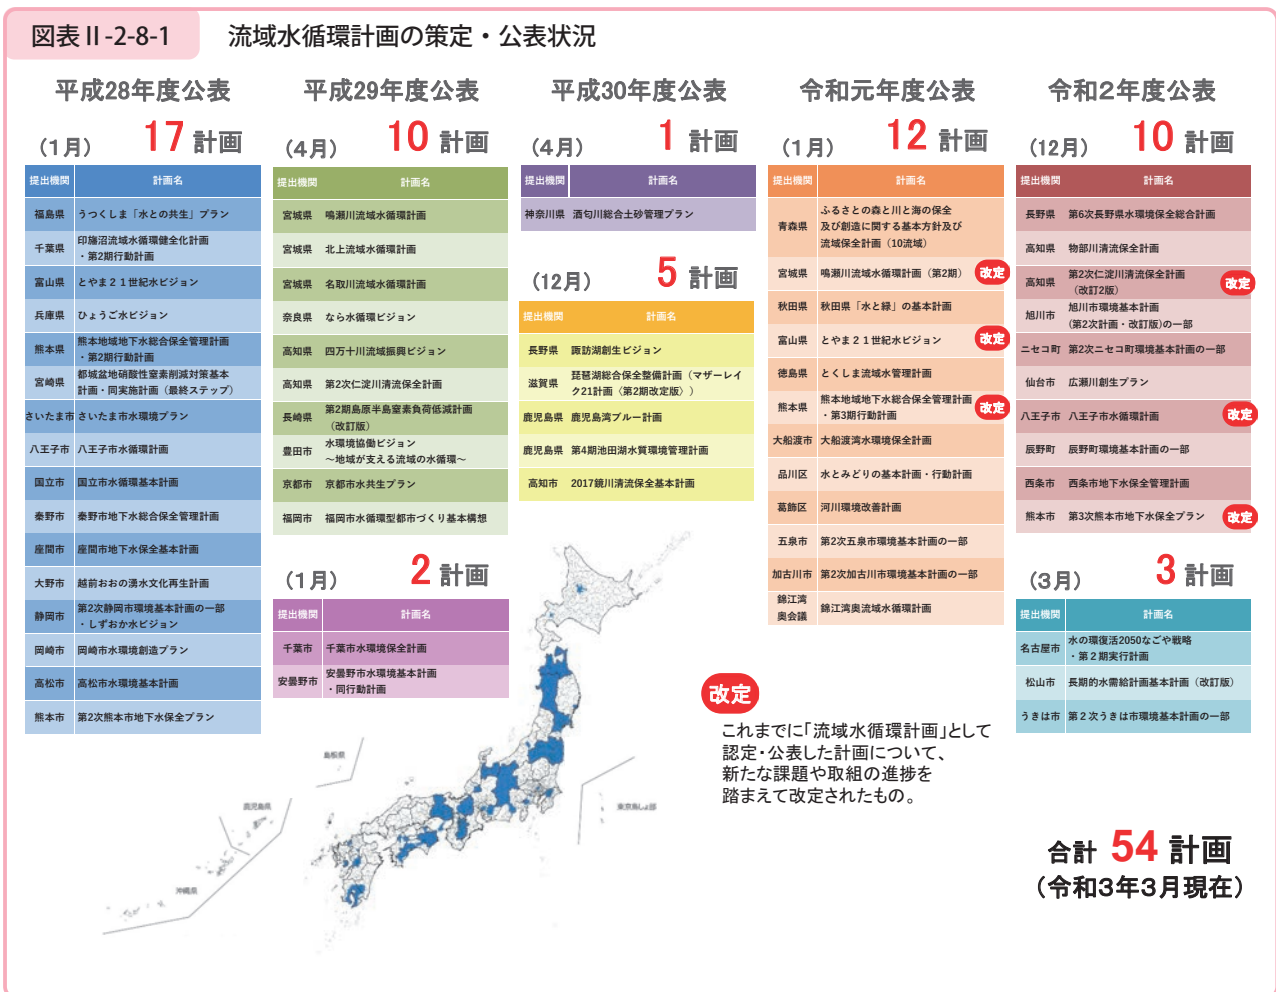 図表Ⅱ-2-8-1 流域水循環計画の策定・公表状況
平成28年度公表
(1月) 17 計画
提出機関 計画名
福島県 うつくしま「水との共生」プラン
千葉県 印旛沼流域水循環健全化計画
・第2期行動計画
富山県 とやま21世紀水ビジョン
兵庫県 ひょうご水ビジョン
熊本県 熊本地域地下水総合保全管理計画
・第2期行動計画
宮崎県 都城盆地硝酸性窒素削減対策基本
計画・同実施計画(最終ステップ)
さいたま市 さいたま市水環境プラン
八王子市 八王子市水循環計画
国立市 国立市水循環基本計画
秦野市 秦野市地下水総合保全管理計画
座間市 座間市地下水保全基本計画
大野市 越前おおの湧水文化再生計画
静岡市 第2次静岡市環境基本計画の一部
・しずおか水ビジョン
岡崎市 岡崎市水環境創造プラン
高松市 高松市水環境基本計画
熊本市 第2次熊本市地下水保全プラン
平成29年度公表
(4月) 10 計画
提出機関 計画名
宮城県 鳴瀬川流域水循環計画
宮城県 北上流域水循環計画
宮城県 名取川流域水循環計画
奈良県 なら水循環ビジョン
高知県 四万十川流域振興ビジョン
高知県 第2次仁淀川清流保全計画
長崎県 第2期島原半島窒素負荷低減計画
(改訂版)
豊田市 水環境協働ビジョン
～地域が支える流域の水循環～
京都市 京都市水共生プラン
福岡市 福岡市水循環型都市づくり基本構想
(1月) 2 計画
提出機関 計画名
千葉市 千葉市水環境保全計画
安曇野市 安曇野市水環境基本計画
・同行動計画
平成30年度公表
(4月) 1 計画
提出機関 計画名
神奈川県 酒匂川総合土砂管理プラン
(12月) 5 計画
提出機関 計画名
長野県 諏訪湖創生ビジョン
滋賀県 琵琶湖総合保全整備計画(マザーレイ
ク21計画〈第2期改定版〉)
鹿児島県 鹿児島湾ブルー計画
鹿児島県 第4期池田湖水質環境管理計画
高知市 2017鏡川清流保全基本計画
令和元年度公表
(1月) 12 計画
提出機関 計画名
青森県 ふるさとの森と川と海の保全
及び創造に関する基本方針及び
流域保全計画(10流域)
宮城県 鳴瀬川流域水循環計画(第2期) 改定
秋田県 秋田県「水と緑」の基本計画
富山県 とやま21世紀水ビジョン 改定
徳島県 とくしま流域水管理計画
熊本県 熊本地域地下水総合保全管理計画
・第3期行動計画 改定
大船渡市 大船渡湾水環境保全計画
品川区 水とみどりの基本計画・行動計画
葛飾区 河川環境改善計画
五泉市 第2次五泉市環境基本計画の一部
加古川市 第2次加古川市環境基本計画の一部
錦江湾
奥会議 錦江湾奥流域水循環計画
令和2年度公表
(12月) 10 計画
提出機関 計画名
長野県 第6次長野県水環境保全総合計画
高知県 物部川清流保全計画
高知県 第2次仁淀川清流保全計画
(改訂2版) 改定
旭川市 旭川市環境基本計画
(第2次計画・改訂版)の一部
ニセコ町 第2次ニセコ町環境基本計画の一部
仙台市 広瀬川創生プラン
八王子市 八王子市水循環計画 改定
辰野町 辰野町環境基本計画の一部
西条市 西条市地下水保全管理計画
熊本市 第3次熊本市地下水保全プラン 改定
(3月) 3 計画
提出機関 計画名
名古屋市 水の環復活2050なごや戦略
・第2期実行計画
松山市 長期的水需給計画基本計画(改訂版)
うきは市 第2次うきは市環境基本計画の一部
島根県
鹿児島県
沖縄県
東京都島しょ部
改定
これまでに「流域水循環計画」として
認定・公表した計画について、
新たな課題や取組の進捗を
踏まえて改定されたもの。
合計 54 計画
(令和3年3月現在)